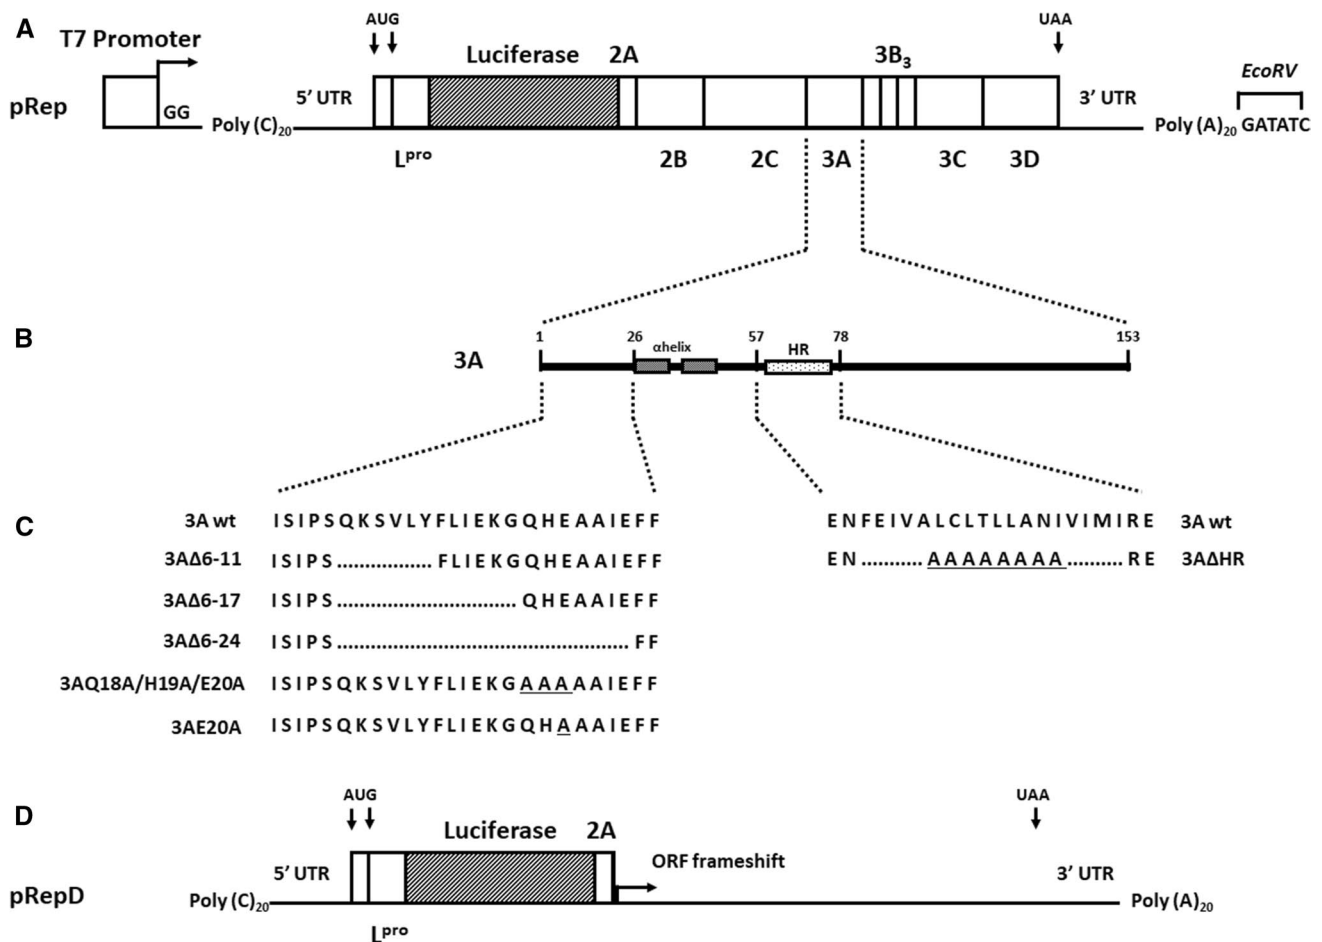 A
AUG
UAA
T7 Promoter
Luciferase
2A
3B3
EcoRV
pRep
GG
Poly (C)20
5' UTR
3' UTR
Poly (A)20 GATATC
Lpro
2B
2C
3A
3C
3D
B
3A
1
26
αhelix
57
HR
78
153
C
3A wt ISIPSQKSVLYFLIEKGQHEAAIEFF
ENFEIVALCLTLLANIVIMIRE 3A wt
3AΔ6-11 ISIPS................FLIEKGQHEAAIEFF
EN...........AAAAAAAA..........RE 3AΔHR
3AΔ6-17 ISIPS...............................QHEAAIEFF
3AΔ6-24 ISIPS..................................................FF
3AQ18A/H19A/E20A ISIPSQKSVLYFLIEKGAAAAAIEFF
3AE20A ISIPSQKSVLYFLIEKGQHAAAIEFF
D
AUG
UAA
Luciferase
2A
ORF frameshift
5' UTR
3' UTR
pRepD
Poly (C)20
Poly (A)20
Lpro